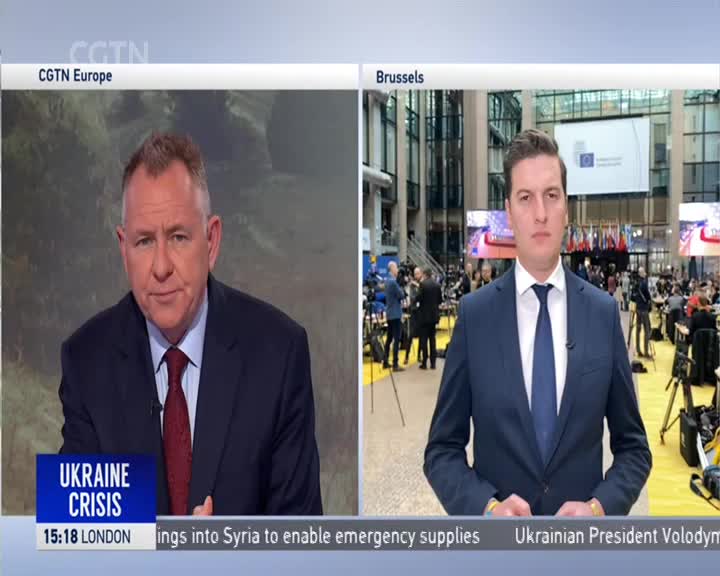 CGTN
CGTN Europe
Brussels
UKRAINE
CRISIS
15:18 LONDON
ings into Syria to enable emergency supplies
Ukrainian President Volodym